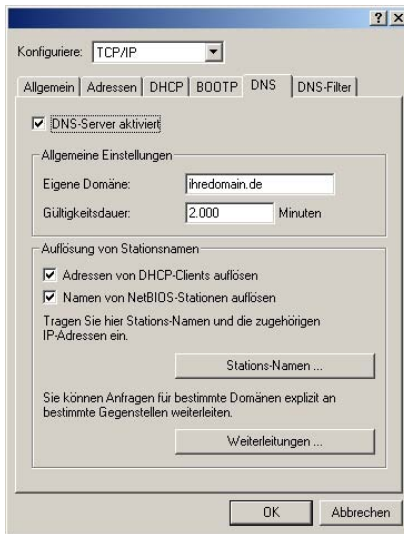 Konfiguriere: TCP/IP
Allgemein Adressen DHCP BOOTP DNS DNS-Filter
DNS-Server aktiviert
Allgemeine Einstellungen
Eigene Domäne: ihredomain.de
Gültigkeitsdauer: 2.000 Minuten
Auflösung von Stationsnamen
Adressen von DHCP-Clients auflösen
Namen von NetBIOS-Stationen auflösen
Tragen Sie hier Stations-Namen und die zugehörigen
IP-Adressen ein.
Stations-Namen ...
Sie können Anfragen für bestimmte Domänen explizit an
bestimmte Gegenstellen weiterleiten.
Weiterleitungen ...
OK Abbrechen